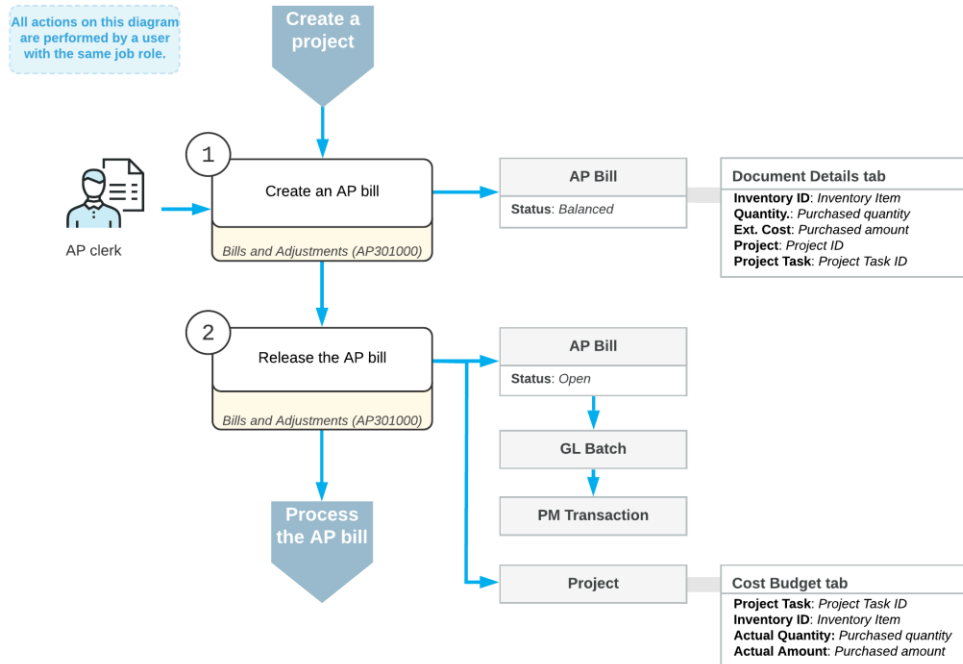 All actions on this diagram
are performed by a user
with the same job role.
Create a
project
1
Create an AP bill
Bills and Adjustments (AP301000)
AP clerk
AP Bill
Status: Balanced
Document Details tab
Inventory ID: Inventory Item
Quantity.: Purchased quantity
Ext. Cost: Purchased amount
Project: Project ID
Project Task: Project Task ID
2
Release the AP bill
Bills and Adjustments (AP301000)
AP Bill
Status: Open
GL Batch
PM Transaction
Process
the AP bill
Project
Cost Budget tab
Project Task: Project Task ID
Inventory ID: Inventory Item
Actual Quantity: Purchased quantity
Actual Amount: Purchased amount